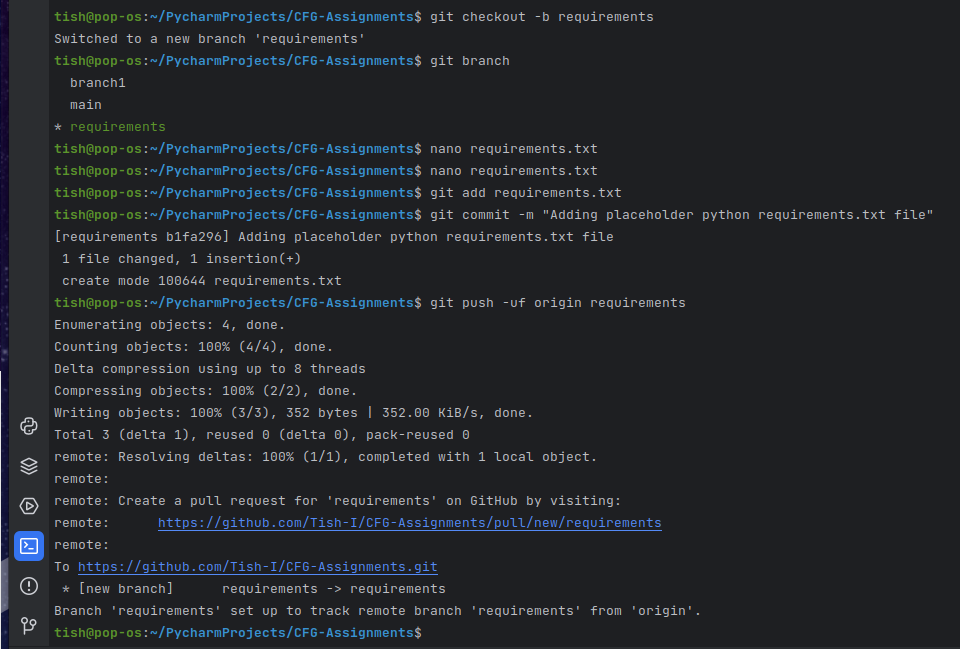 tish@pop-os:~/PycharmProjects/CFG-Assignments$ git checkout -b requirements
Switched to a new branch 'requirements'
tish@pop-os:~/PycharmProjects/CFG-Assignments$ git branch
  branch1
  main
* requirements
tish@pop-os:~/PycharmProjects/CFG-Assignments$ nano requirements.txt
tish@pop-os:~/PycharmProjects/CFG-Assignments$ nano requirements.txt
tish@pop-os:~/PycharmProjects/CFG-Assignments$ git add requirements.txt
tish@pop-os:~/PycharmProjects/CFG-Assignments$ git commit -m "Adding placeholder python requirements.txt file"
[requirements b1fa296] Adding placeholder python requirements.txt file
 1 file changed, 1 insertion(+)
 create mode 100644 requirements.txt
tish@pop-os:~/PycharmProjects/CFG-Assignments$ git push -uf origin requirements
Enumerating objects: 4, done.
Counting objects: 100% (4/4), done.
Delta compression using up to 8 threads
Compressing objects: 100% (2/2), done.
Writing objects: 100% (3/3), 352 bytes | 352.00 KiB/s, done.
Total 3 (delta 1), reused 0 (delta 0), pack-reused 0
remote: Resolving deltas: 100% (1/1), completed with 1 local object.
remote:
remote: Create a pull request for 'requirements' on GitHub by visiting:
remote:      https://github.com/Tish-I/CFG-Assignments/pull/new/requirements
remote:
To https://github.com/Tish-I/CFG-Assignments.git
 * [new branch]      requirements -> requirements
Branch 'requirements' set up to track remote branch 'requirements' from 'origin'.
tish@pop-os:~/PycharmProjects/CFG-Assignments$